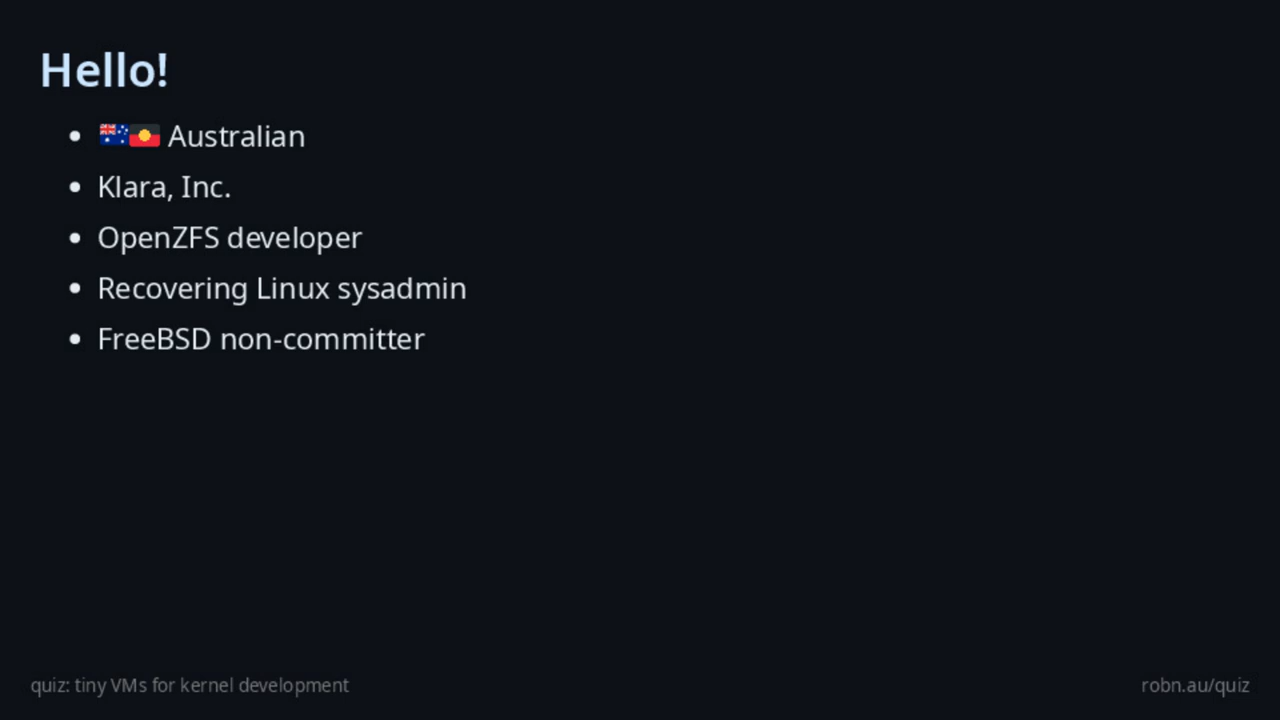 Hello!
• 🇦🇺 Australian
• Klara, Inc.
• OpenZFS developer
• Recovering Linux sysadmin
• FreeBSD non-committer
quiz: tiny VMs for kernel development
robn.au/quiz